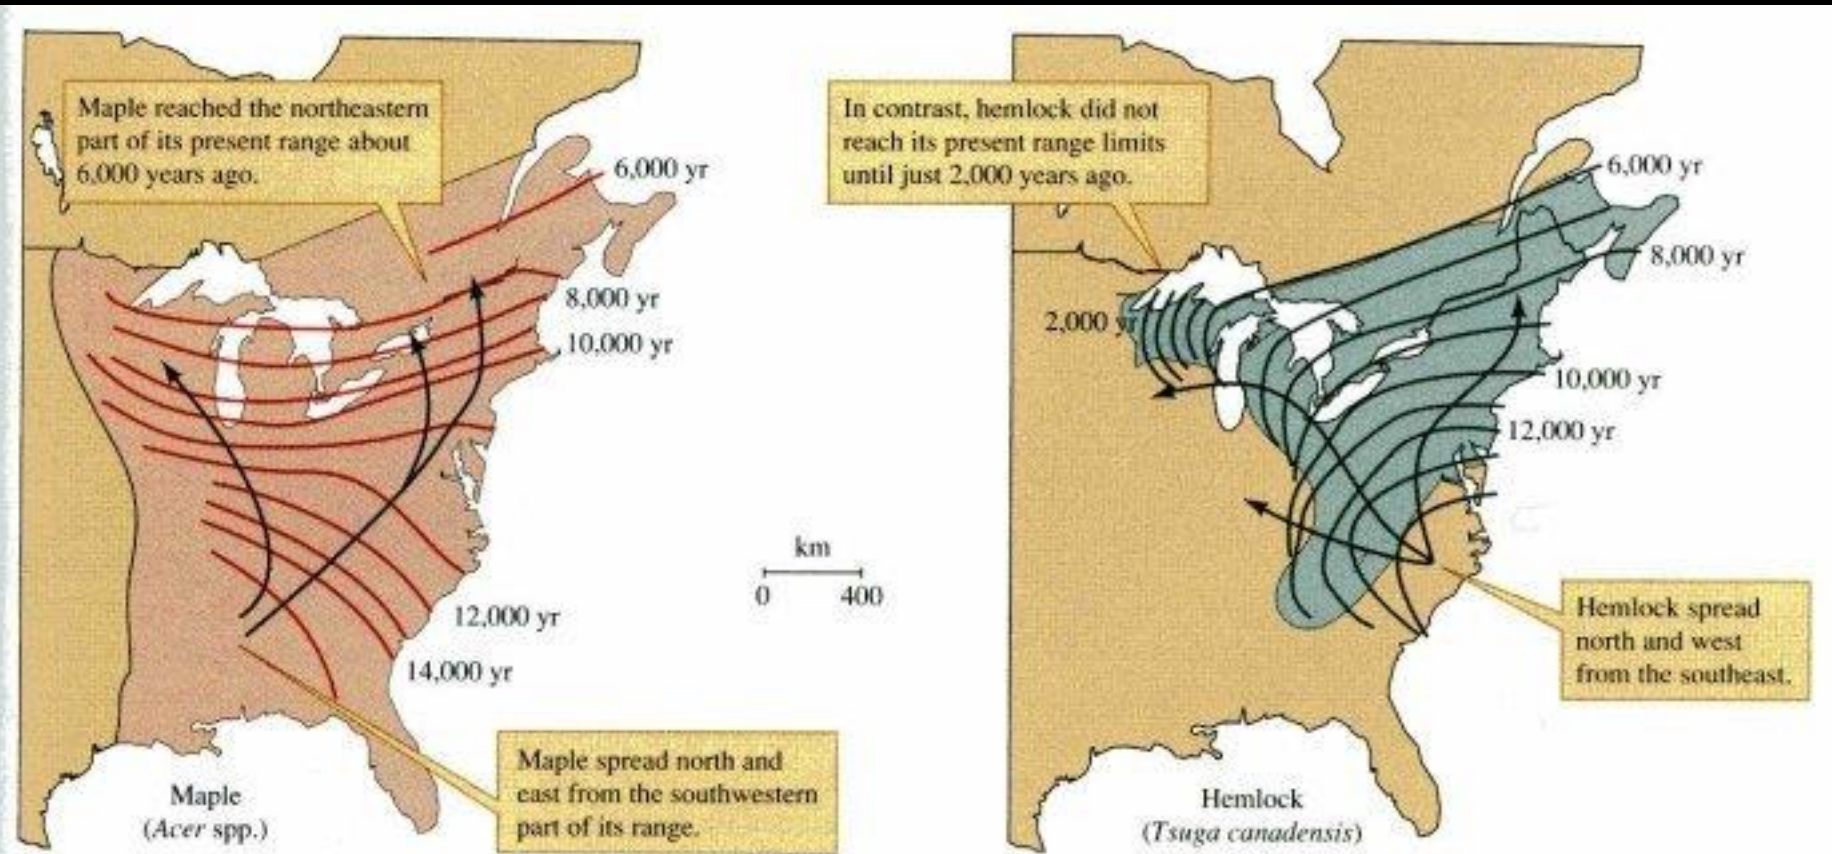 Maple reached the northeastern
part of its present range about
6,000 years ago.
6,000 yr
8,000 yr
10,000 yr
12,000 yr
14,000 yr
Maple spread north and
east from the southwestern
part of its range.
Maple
(Acer spp.)
km
0 400
In contrast, hemlock did not
reach its present range limits
until just 2,000 years ago.
6,000 yr
8,000 yr
2,000 yr
10,000 yr
12,000 yr
Hemlock spread
north and west
from the southeast.
Hemlock
(Tsuga canadensis)